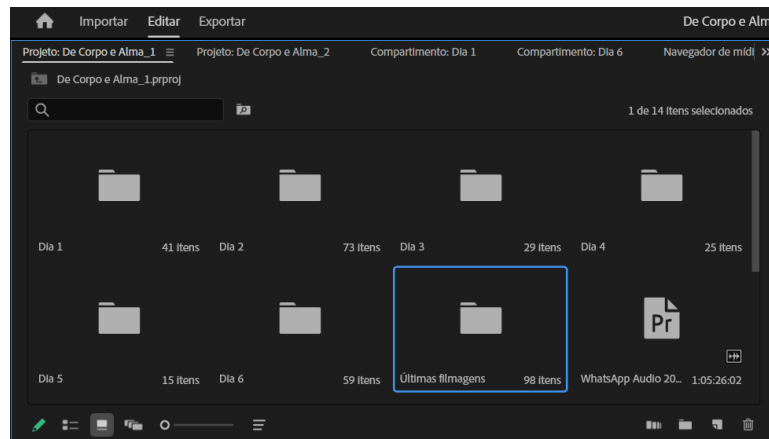 Importar Editar Exportar De Corpo e Alm
Projeto: De Corpo e Alma_1 Projeto: De Corpo e Alma_2 Compartimento: Dia 1 Compartimento: Dia 6 Navegador de mídi
De Corpo e Alma_1.prproj
1 de 14 itens selecionados
Dia 1 41 itens Dia 2 73 itens Dia 3 29 itens Dia 4 25 itens
Pr
Dia 5 15 itens Dia 6 59 itens Últimas filmagens 98 itens WhatsApp Audio 20... 1:05:26:02